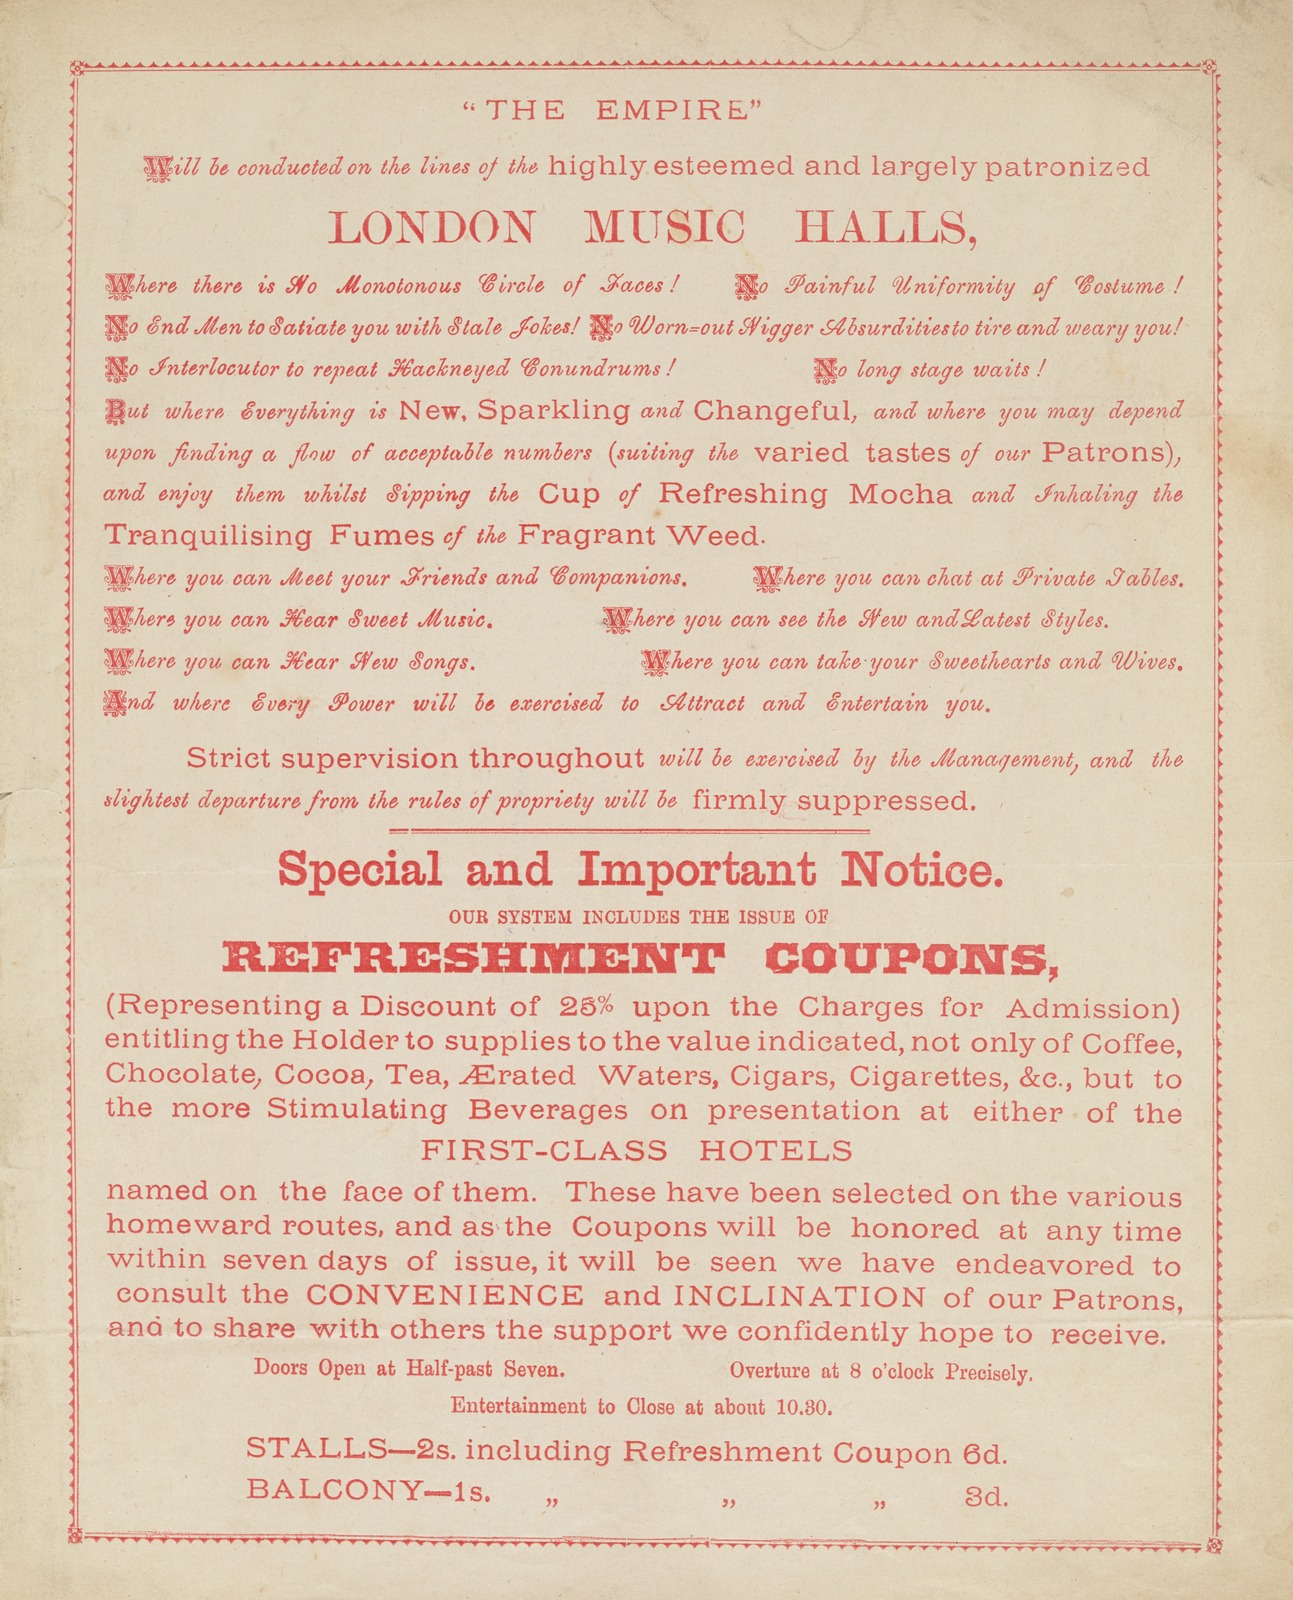 “THE EMPIRE”
Will be conducted on the lines of the highly esteemed and largely patronized
LONDON MUSIC HALLS,
Where there is No Monotonous Circle of Faces! No Painful Uniformity of Costume!
No End Men to Satiate you with Stale Jokes! No Worn=out Nigger Absurdities to tire and weary you!
No Interlocutor to repeat Hackneyed Conundrums! No long stage waits!
But where Everything is New, Sparkling and Changeful, and where you may depend
upon finding a flow of acceptable numbers (suiting the varied tastes of our Patrons),
and enjoy them whilst Sipping the Cup of Refreshing Mocha and Inhaling the
Tranquilising Fumes of the Fragrant Weed.
Where you can Meet your Friends and Companions. Where you can chat at Private Tables.
Where you can Hear Sweet Music. Where you can see the New and Latest Styles.
Where you can Hear New Songs. Where you can take your Sweethearts and Wives.
And where Every Power will be exercised to Attract and Entertain you.
Strict supervision throughout will be exercised by the Management, and the
slightest departure from the rules of propriety will be firmly suppressed.
Special and Important Notice.
OUR SYSTEM INCLUDES THE ISSUE OF
REFRESHMENT COUPONS,
(Representing a Discount of 25% upon the Charges for Admission)
entitling the Holder to supplies to the value indicated, not only of Coffee,
Chocolate, Cocoa, Tea, Ærated Waters, Cigars, Cigarettes, &c., but to
the more Stimulating Beverages on presentation at either of the
FIRST-CLASS HOTELS
named on the face of them. These have been selected on the various
homeward routes, and as the Coupons will be honored at any time
within seven days of issue, it will be seen we have endeavored to
consult the CONVENIENCE and INCLINATION of our Patrons,
and to share with others the support we confidently hope to receive.
Doors Open at Half-past Seven. Overture at 8 o'clock Precisely.
Entertainment to Close at about 10.30.
STALLS—2s. including Refreshment Coupon 6d.
BALCONY—1s. „ „ „ 3d.